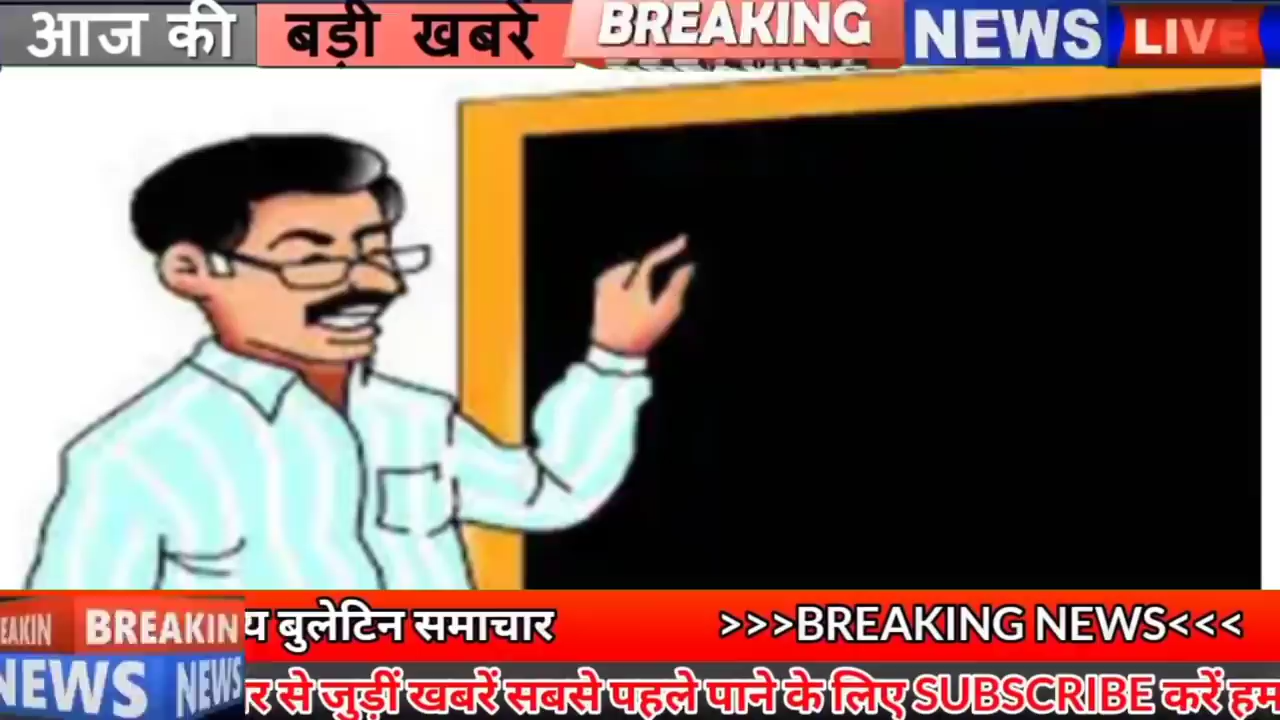 आज की बड़ी खबरें BREAKING NEWS LIVE
BREAKIN
बुलेटिन समाचार >>>BREAKING NEWS<<<
NEWS NEWS
से जुड़ीं खबरें सबसे पहले पाने के लिए SUBSCRIBE करें हम